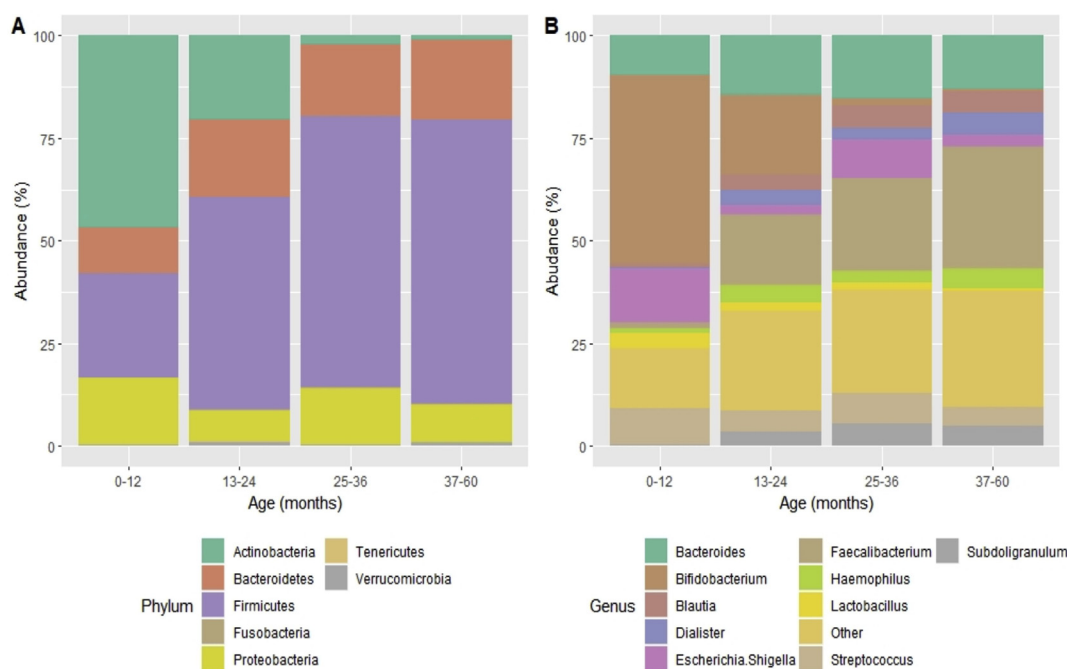 A
100
75
50
25
0
Abundance (%)
0-12 13-24 25-36 37-60
Age (months)
Phylum
Actinobacteria
Bacteroidetes
Firmicutes
Fusobacteria
Proteobacteria
Tenericutes
Verrucomicrobia
B
100
75
50
25
0
Abudance (%)
0-12 13-24 25-36 37-60
Age (months)
Genus
Bacteroides
Bifidobacterium
Blautia
Dialister
Escherichia.Shigella
Faecalibacterium
Haemophilus
Lactobacillus
Other
Streptococcus
Subdoligranulum